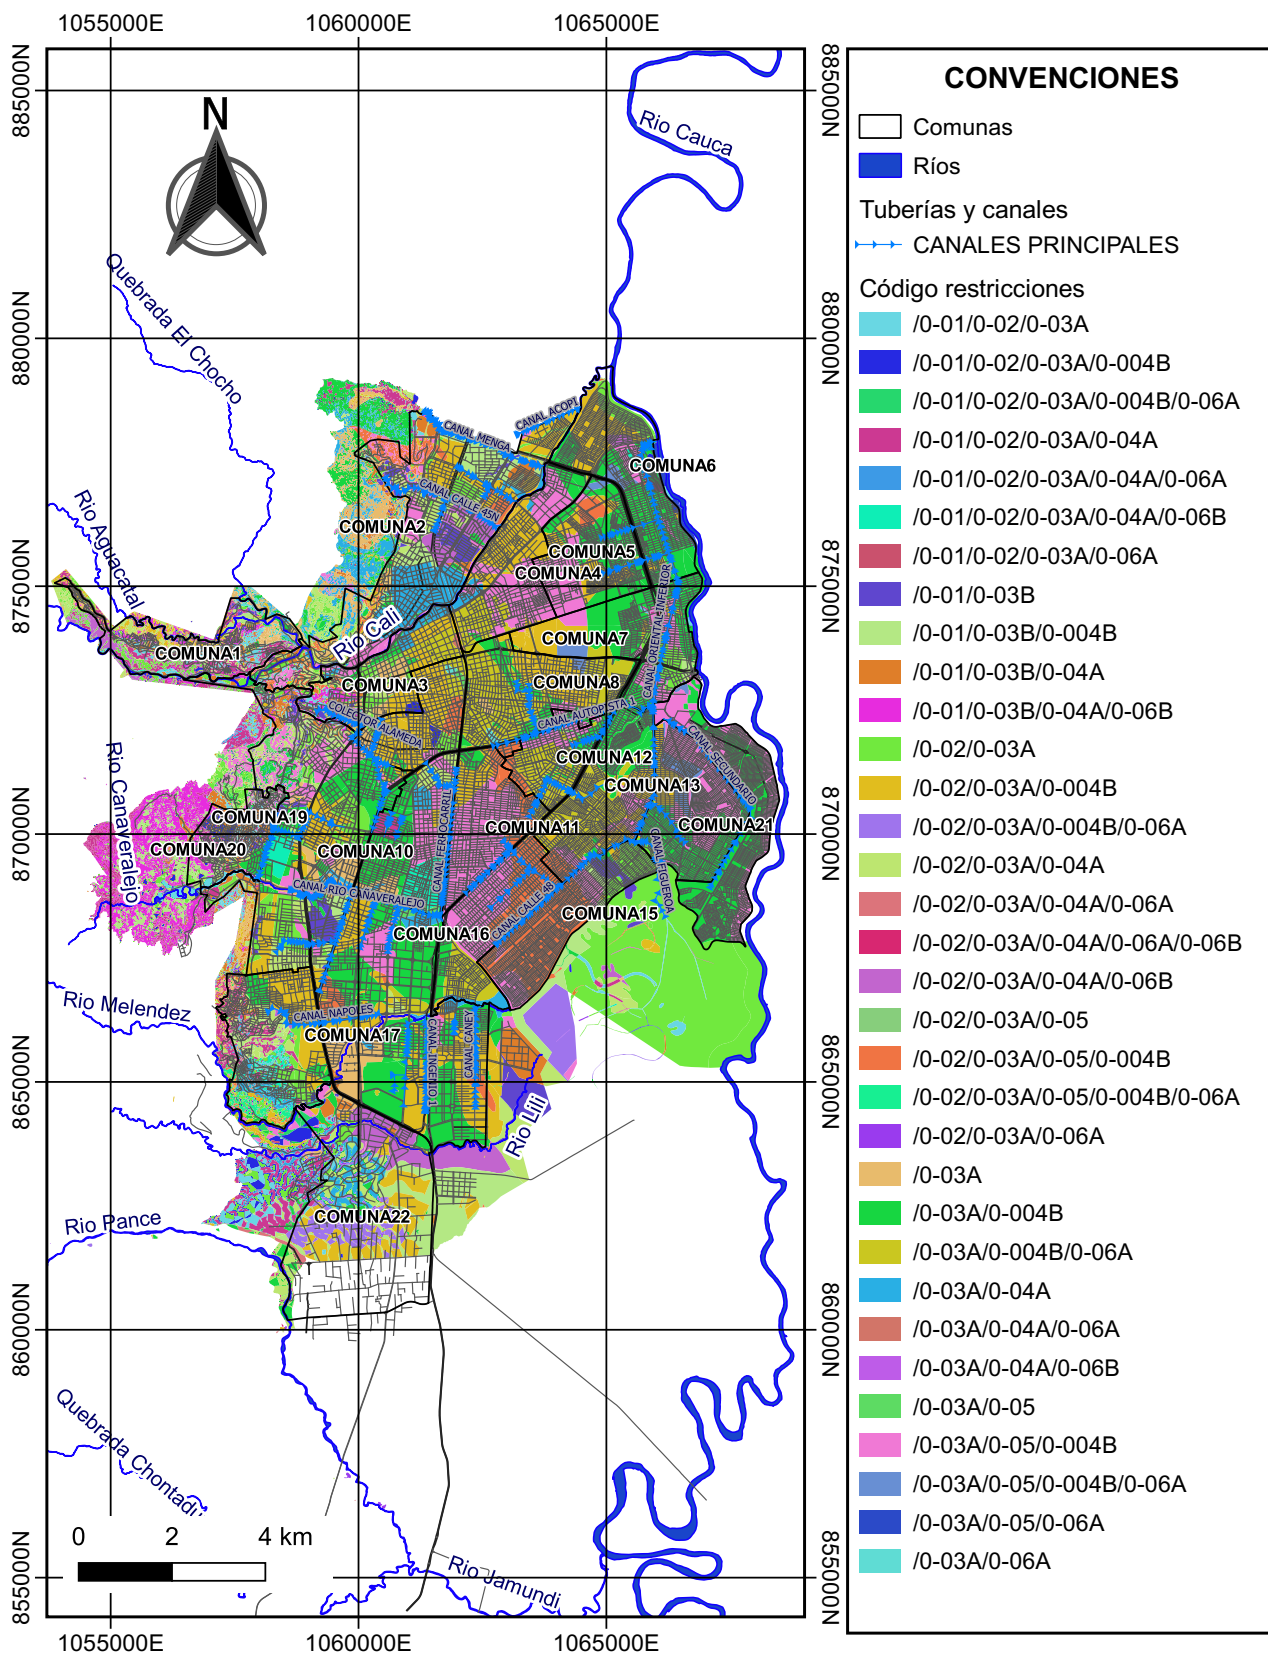 1055000E
1060000E
1065000E
885000N
880000N
875000N
870000N
865000N
860000N
855000N
885000N
880000N
875000N
870000N
865000N
860000N
855000N
1055000E
1060000E
1065000E
N
Rio Cauca
Quebrada El Chocho
Rio Aguacatal
Rio Cali
Rio Canaveralejo
Rio Melendez
Rio Lili
Rio Pance
Quebrada Chontadu
Rio Jamundi
CANAL ACOPI
CANAL MENGA
CANAL CALLE 45N
COMUNA6
COMUNA2
COMUNA5
COMUNA4
CANAL ORIENTAL INFERIOR
COMUNA7
COMUNA1
COMUNA3
COMUNA8
COLECTOR ALAMEDA
CANAL AUTOPISTA 1
CANAL SECUNDARIO
COMUNA12
COMUNA13
COMUNA19
COMUNA11
COMUNA21
COMUNA20
COMUNA10
CANAL FERROCARRIL
CANAL FIGUEROA
CANAL RIO CAÑAVERALEJO
CANAL CALLE 48
COMUNA15
COMUNA16
CANAL NAPOLES
COMUNA17
CANAL INGENIO 1
CANAL CANEY
COMUNA22
0 2 4 km
CONVENCIONES
Comunas
Ríos
Tuberías y canales
CANALES PRINCIPALES
Código restricciones
/0-01/0-02/0-03A
/0-01/0-02/0-03A/0-004B
/0-01/0-02/0-03A/0-004B/0-06A
/0-01/0-02/0-03A/0-04A
/0-01/0-02/0-03A/0-04A/0-06A
/0-01/0-02/0-03A/0-04A/0-06B
/0-01/0-02/0-03A/0-06A
/0-01/0-03B
/0-01/0-03B/0-004B
/0-01/0-03B/0-04A
/0-01/0-03B/0-04A/0-06B
/0-02/0-03A
/0-02/0-03A/0-004B
/0-02/0-03A/0-004B/0-06A
/0-02/0-03A/0-04A
/0-02/0-03A/0-04A/0-06A
/0-02/0-03A/0-04A/0-06A/0-06B
/0-02/0-03A/0-04A/0-06B
/0-02/0-03A/0-05
/0-02/0-03A/0-05/0-004B
/0-02/0-03A/0-05/0-004B/0-06A
/0-02/0-03A/0-06A
/0-03A
/0-03A/0-004B
/0-03A/0-004B/0-06A
/0-03A/0-04A
/0-03A/0-04A/0-06A
/0-03A/0-04A/0-06B
/0-03A/0-05
/0-03A/0-05/0-004B
/0-03A/0-05/0-004B/0-06A
/0-03A/0-05/0-06A
/0-03A/0-06A